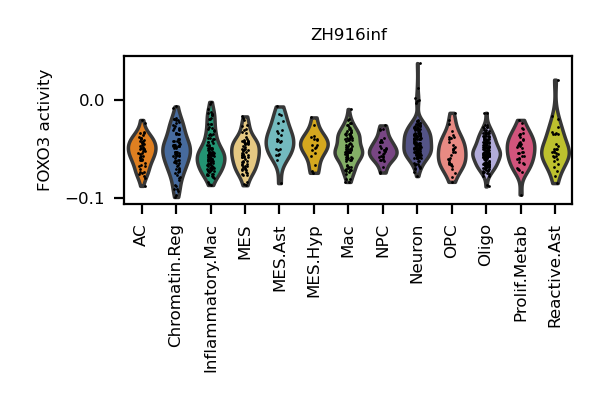 ZH916inf
FOXO3 activity
0.0
−0.1
AC
Chromatin.Reg
Inflammatory.Mac
MES
MES.Ast
MES.Hyp
Mac
NPC
Neuron
OPC
Oligo
Prolif.Metab
Reactive.Ast